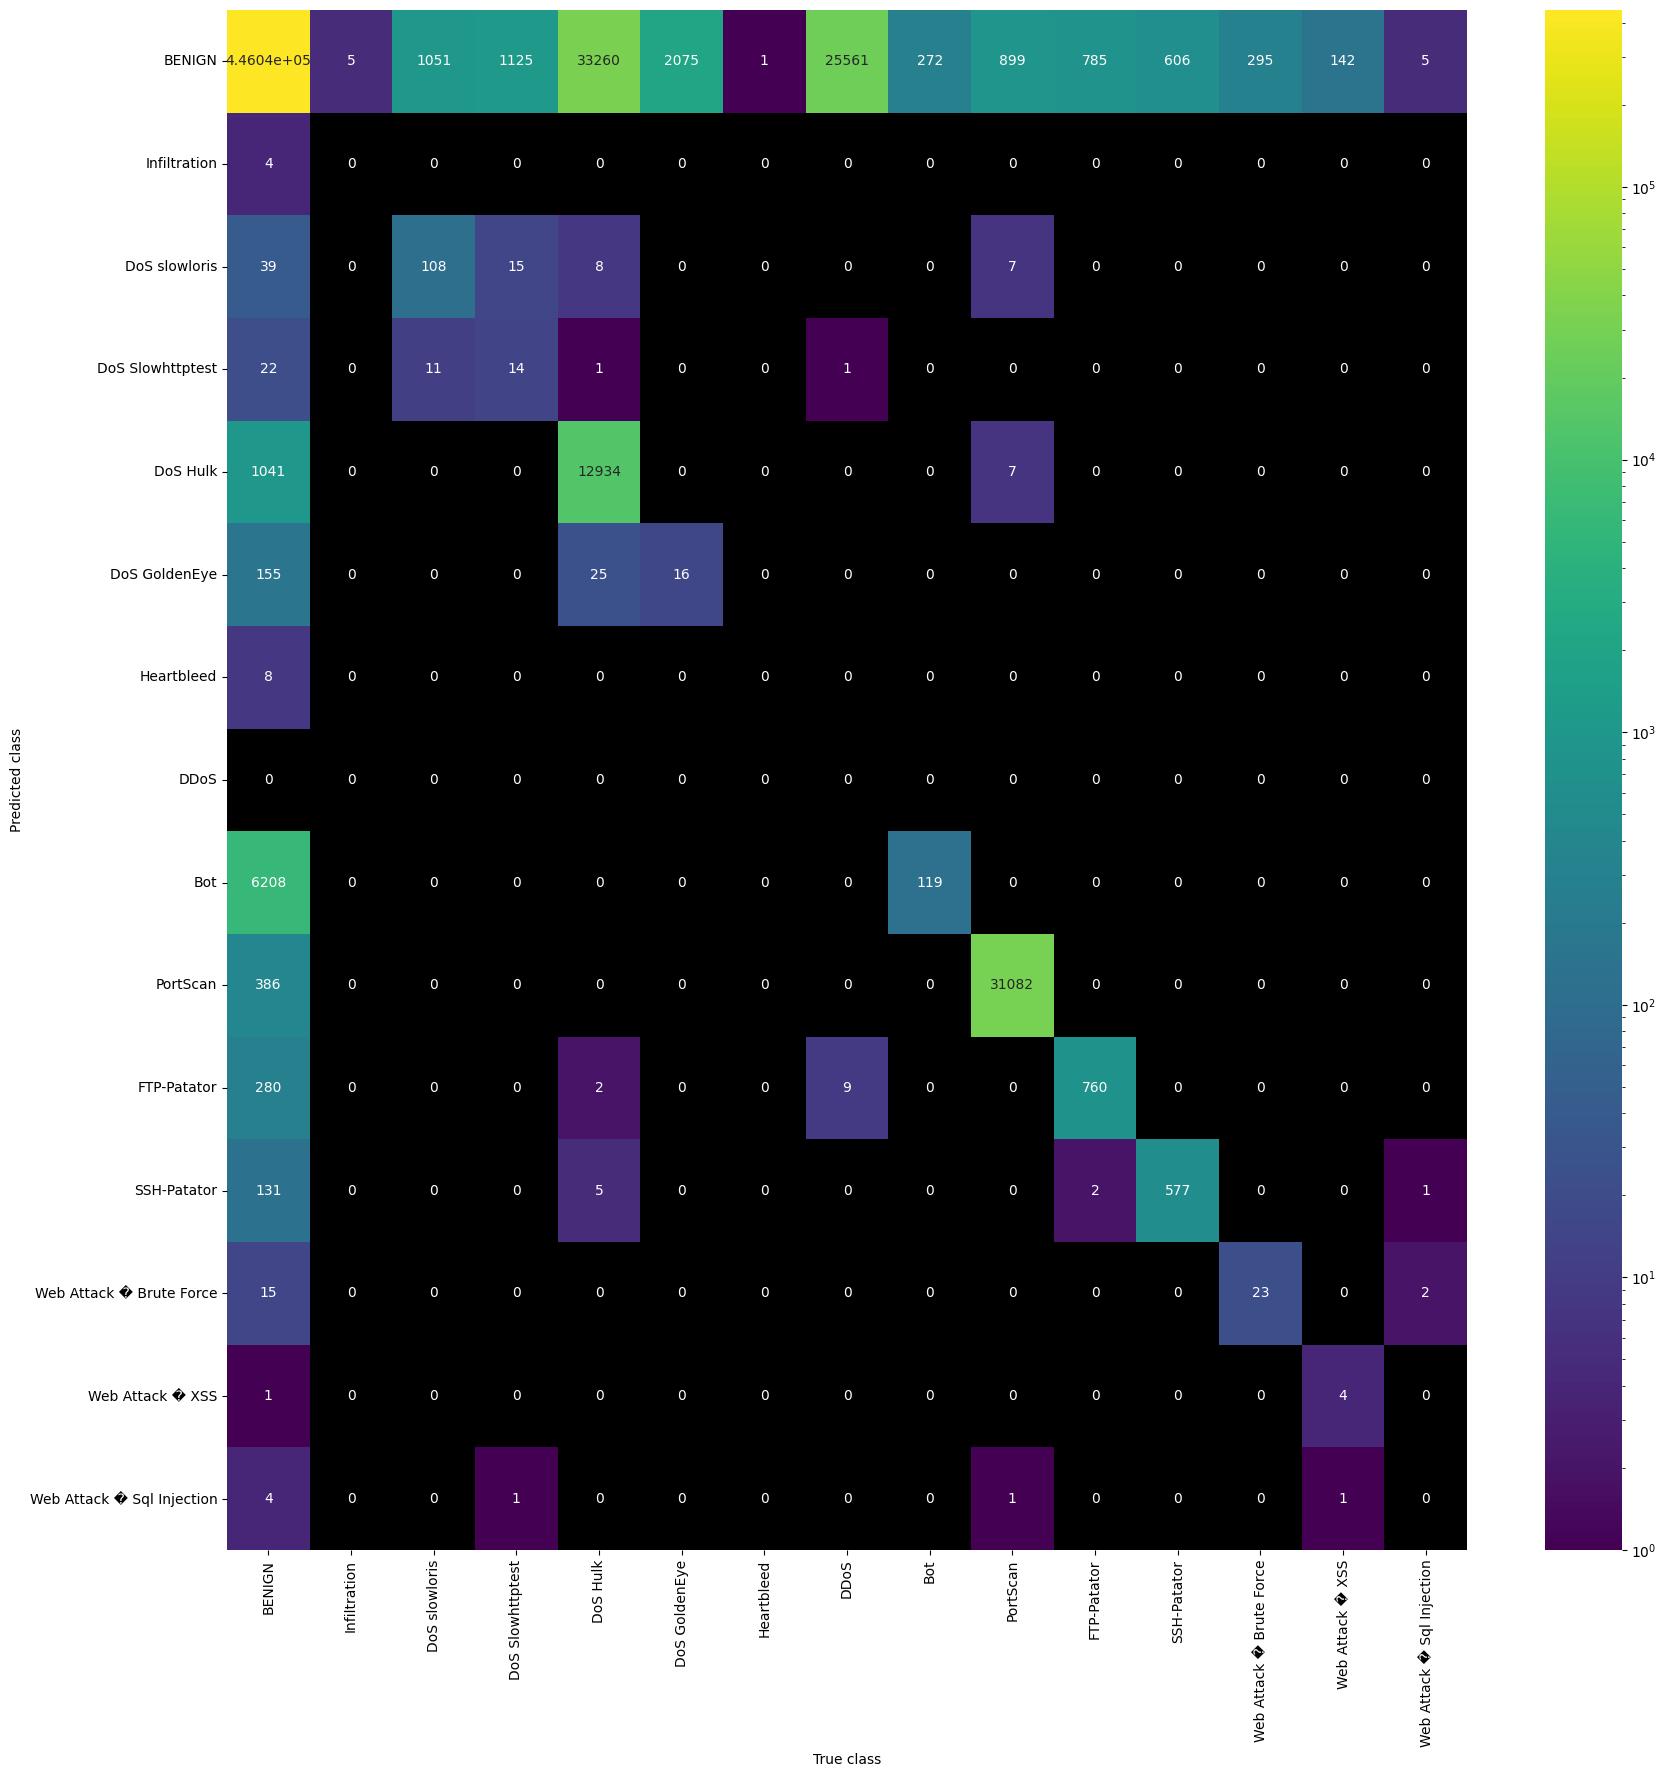 BENIGN 4.4604e+05 5 1051 1125 33260 2075 1 25561 272 899 785 606 295 142 5
Infiltration 4 0 0 0 0 0 0 0 0 0 0 0 0 0 0
DoS slowloris 39 0 108 15 8 0 0 0 0 7 0 0 0 0 0
DoS Slowhttptest 22 0 11 14 1 0 0 1 0 0 0 0 0 0 0
DoS Hulk 1041 0 0 0 12934 0 0 0 0 7 0 0 0 0 0
DoS GoldenEye 155 0 0 0 25 16 0 0 0 0 0 0 0 0 0
Heartbleed 8 0 0 0 0 0 0 0 0 0 0 0 0 0 0
DDoS 0 0 0 0 0 0 0 0 0 0 0 0 0 0 0
Bot 6208 0 0 0 0 0 0 0 119 0 0 0 0 0 0
PortScan 386 0 0 0 0 0 0 0 0 31082 0 0 0 0 0
FTP-Patator 280 0 0 0 2 0 0 9 0 0 760 0 0 0 0
SSH-Patator 131 0 0 0 5 0 0 0 0 0 2 577 0 0 1
Web Attack � Brute Force 15 0 0 0 0 0 0 0 0 0 0 0 23 0 2
Web Attack � XSS 1 0 0 0 0 0 0 0 0 0 0 0 0 4 0
Web Attack � Sql Injection 4 0 0 1 0 0 0 0 0 1 0 0 0 1 0
Predicted class
BENIGN
Infiltration
DoS slowloris
DoS Slowhttptest
DoS Hulk
DoS GoldenEye
Heartbleed
DDoS
Bot
PortScan
FTP-Patator
SSH-Patator
Web Attack � Brute Force
Web Attack � XSS
Web Attack � Sql Injection
True class
10⁵
10⁴
10³
10²
10¹
10⁰